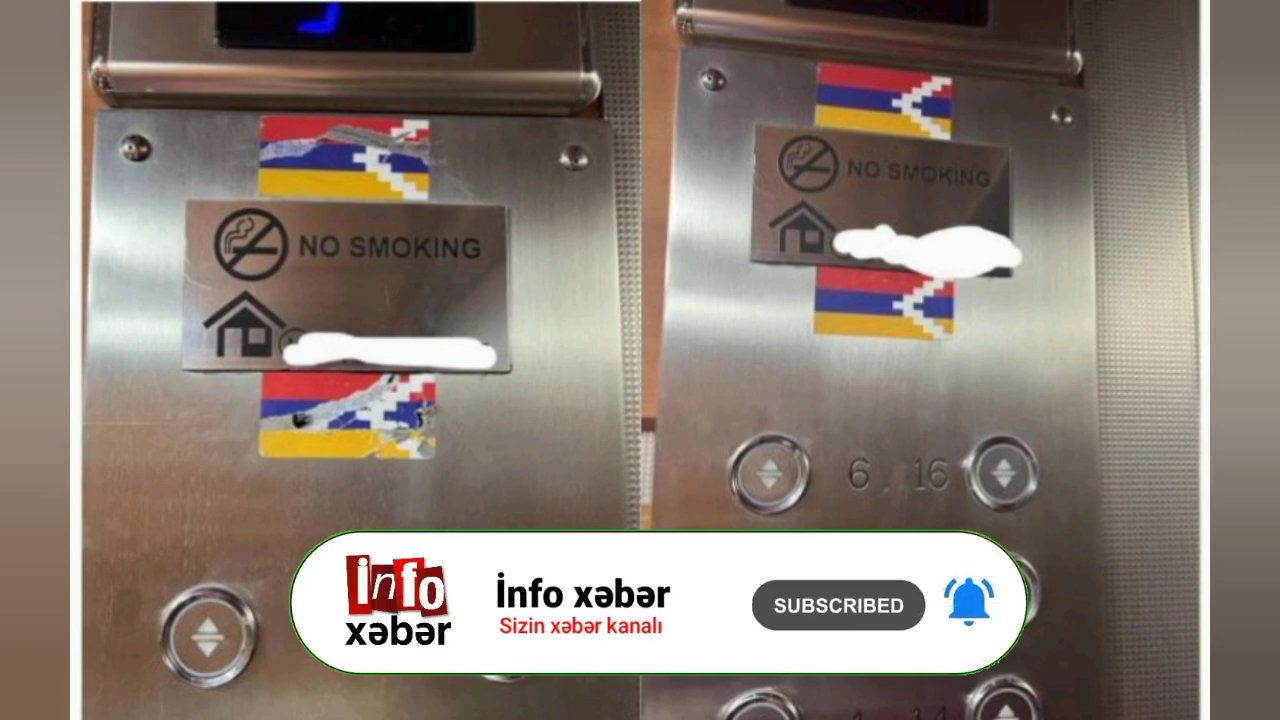 NO SMOKING
NO SMOKING
6 16
İnfo
xəbər
İnfo xəbər
Sizin xəbər kanalı
SUBSCRIBED